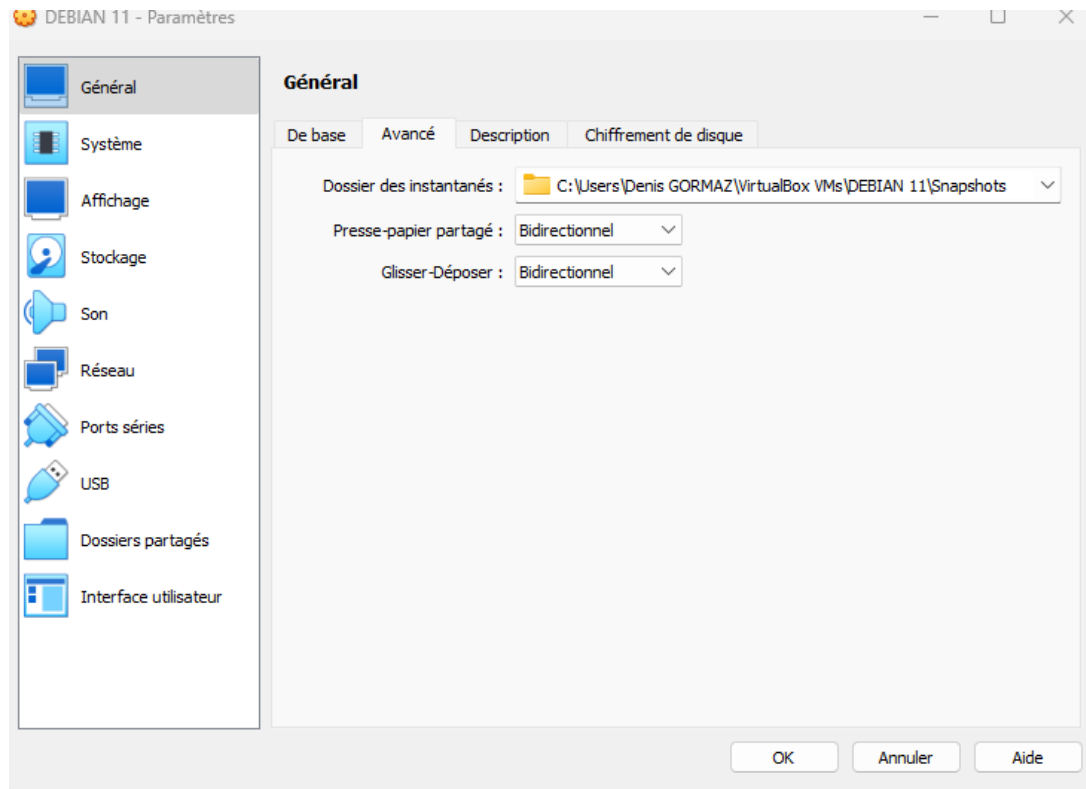 DEBIAN 11 - Paramètres
Général
Système
Affichage
Stockage
Son
Réseau
Ports séries
USB
Dossiers partagés
Interface utilisateur
Général
De base Avancé Description Chiffrement de disque
Dossier des instantanés : C:\Users\Denis GORMAZ\VirtualBox VMs\DEBIAN 11\Snapshots
Presse-papier partagé : Bidirectionnel
Glisser-Déposer : Bidirectionnel
OK Annuler Aide